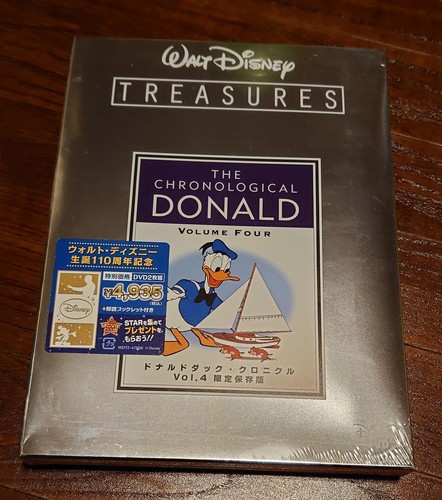 WALT DISNEY
TREASURES
THE
CHRONOLOGICAL
DONALD
VOLUME FOUR
ウォルト・ディズニー
生誕110周年記念
特別価格 DVD2枚組
¥4,935
(税込)
*解説ブックレット付き
Disney
STARを集めて
プレゼントを
もらおう!!
ドナルドダック・クロニクル
Vol.4 限定保存版